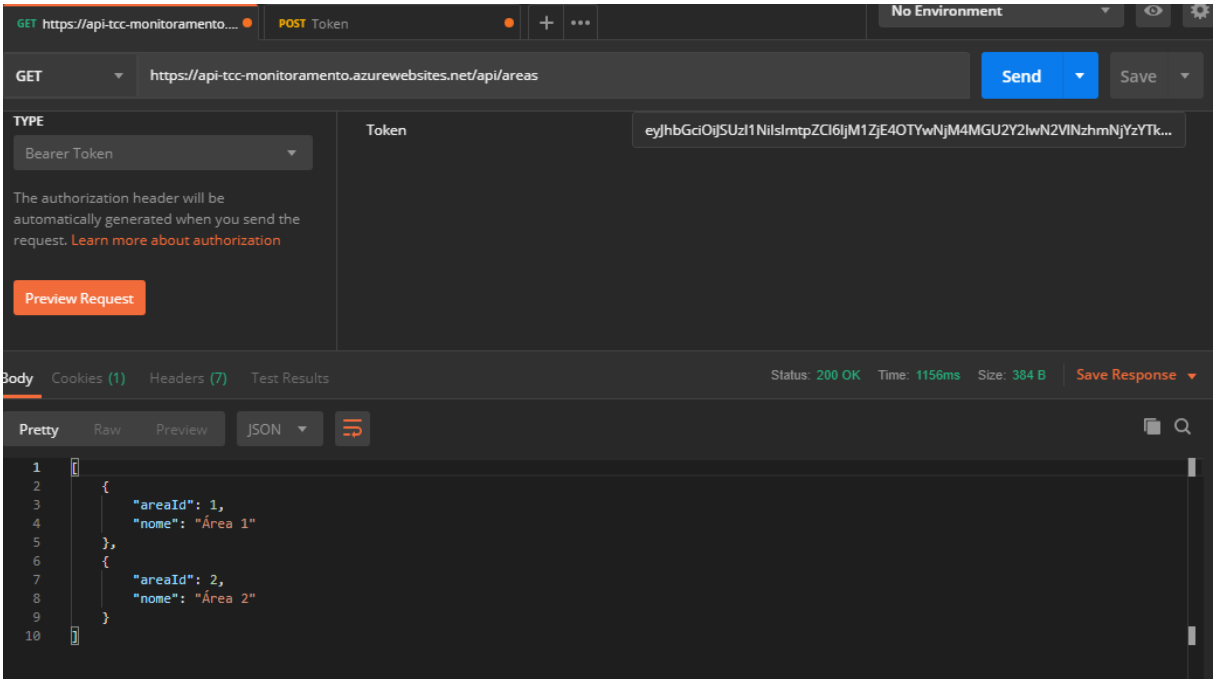 GET https://api-tcc-monitoramento.... POST Token + ••• No Environment
GET https://api-tcc-monitoramento.azurewebsites.net/api/areas Send Save
TYPE
Bearer Token
The authorization header will be
automatically generated when you send the
request. Learn more about authorization
Preview Request
Token
Body Cookies (1) Headers (7) Test Results Status: 200 OK Time: 1156ms Size: 384 B Save Response
Pretty Raw Preview JSON
1 [
2 {
3 "areaId": 1,
4 "nome": "Área 1"
5 },
6 {
7 "areaId": 2,
8 "nome": "Área 2"
9 }
10 ]